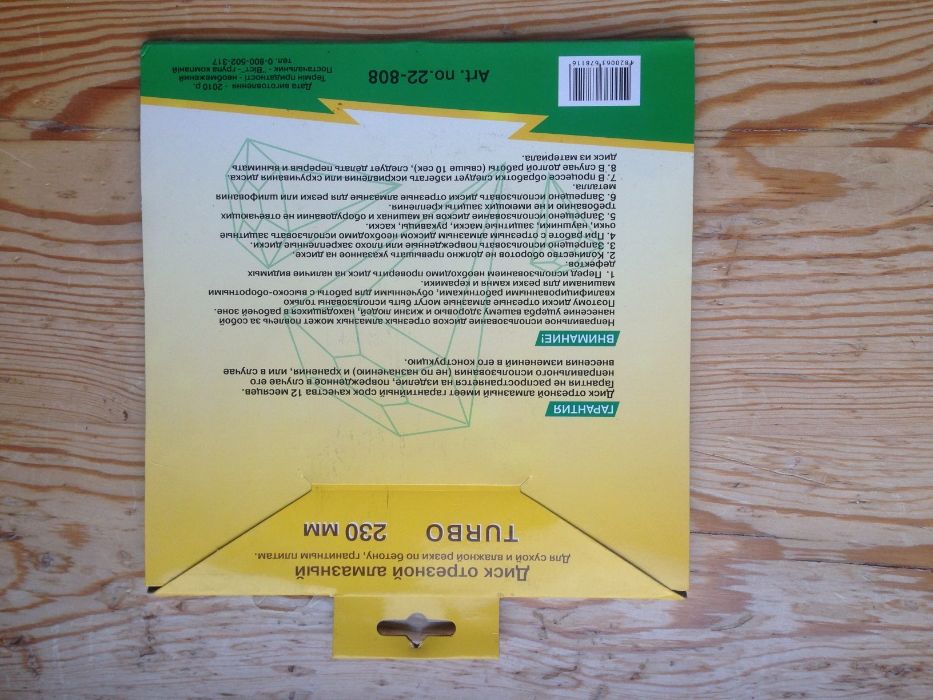 Диск отрезной алмазный
Для сухой и влажной резки по бетону, гранитным плитам.
TURBO 230 мм
ГАРАНТИЯ
Диск отрезной алмазный имеет гарантийный срок качества 12 месяцев.
Гарантия не распространяется на изделие, поврежденное в случае его
неправильного использования (не по назначению) и хранения, или в случае
внесения изменений в его конструкцию.
ВНИМАНИЕ!
Неправильное использование дисков отрезных алмазных может повлечь за собой
нанесение ущерба вашему здоровью и жизни людей, находящихся в рабочей зоне.
Поэтому диски отрезные алмазные могут быть использованы только
квалифицированными работниками, обученными для работы с высоко-оборотными
машинами для резки камня и керамики.
1. Перед использованием необходимо проверить диск на наличие видимых
дефектов.
2. Количество оборотов не должно превышать указанное на диске.
3. Запрещено использовать поврежденные или плохо закрепленные диски.
4. При работе с отрезным алмазным диском необходимо использовать защитные
очки, наушники, защитные маски, рукавицы, каски.
5. Запрещено использование дисков на машинах и оборудование не отвечающих
требованию и не имеющих защиты крепления.
6. Запрещено использовать диски отрезные алмазные для резки или шлифования
металла.
7. В процессе обработки следует избегать искривления или скручивания диска.
8. В случае долгой работы (свыше 10 сек), следует делать перерыв и вынимать
диск из материала.
4820063678116
Art. no.22-808
Дата виготовлення - 2010 р.
Термін придатності - необмежений
Постачальник - "Віст" - група компаній
тел. 0-800-502-317